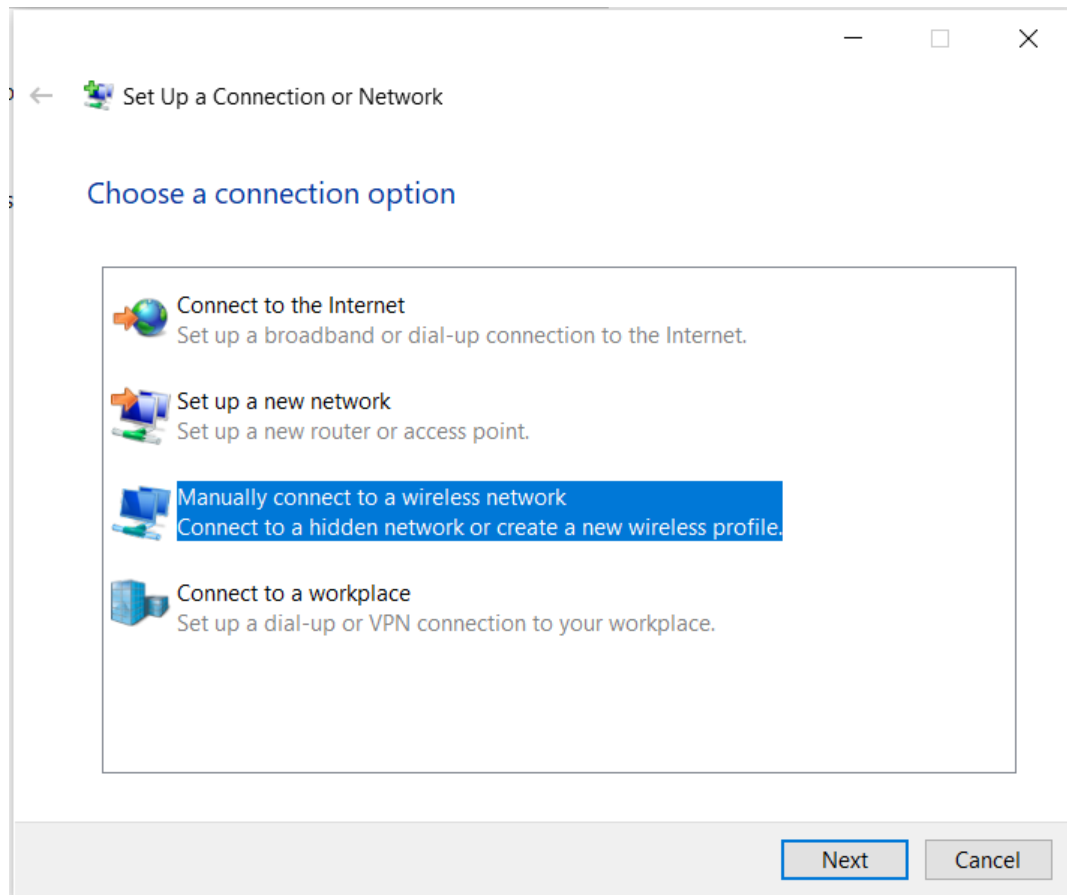 Set Up a Connection or Network
Choose a connection option
Connect to the Internet
Set up a broadband or dial-up connection to the Internet.
Set up a new network
Set up a new router or access point.
Manually connect to a wireless network
Connect to a hidden network or create a new wireless profile.
Connect to a workplace
Set up a dial-up or VPN connection to your workplace.
Next Cancel